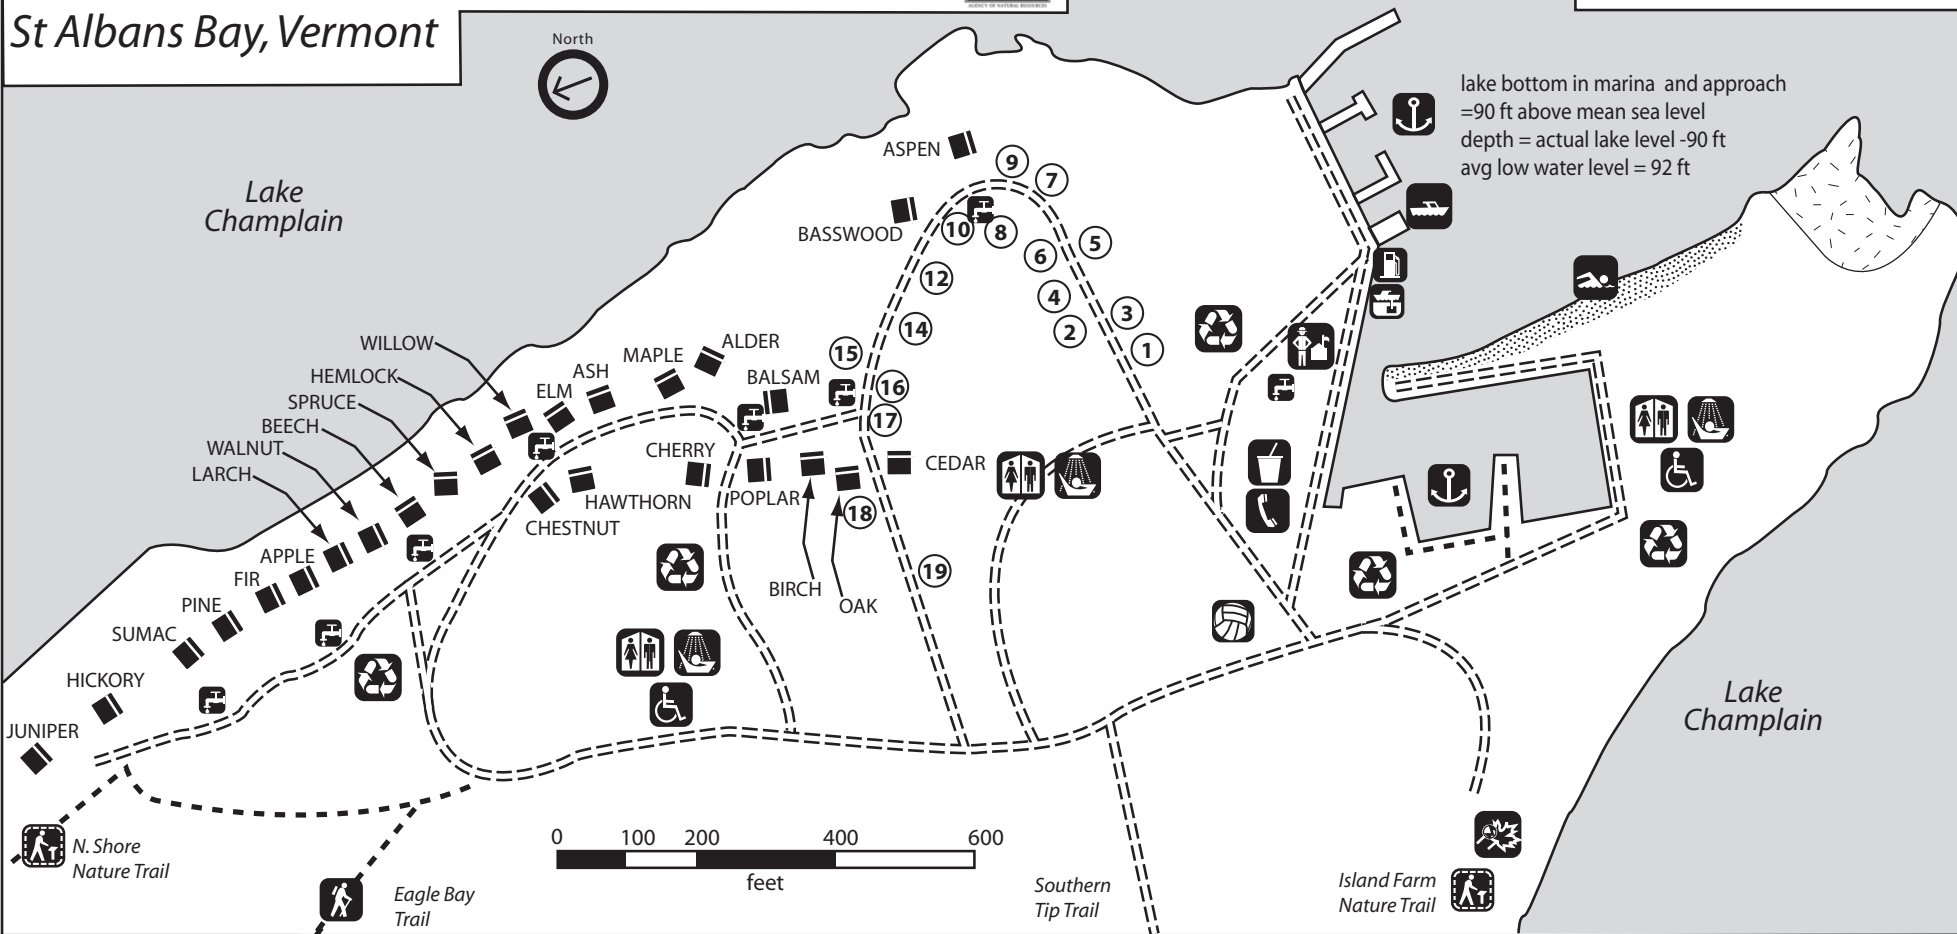 AGENCY OF NATURAL RESOURCES
St Albans Bay, Vermont
North
lake bottom in marina and approach
=90 ft above mean sea level
depth = actual lake level -90 ft
avg low water level = 92 ft
Lake
Champlain
ASPEN
BASSWOOD
9
7
10
8
5
6
12
4
3
2
1
14
15
16
17
WILLOW
HEMLOCK
SPRUCE
BEECH
WALNUT
LARCH
ELM
ASH
MAPLE
ALDER
BALSAM
CHERRY
POPLAR
CEDAR
HAWTHORN
CHESTNUT
18
19
BIRCH
OAK
APPLE
FIR
PINE
SUMAC
HICKORY
JUNIPER
Lake
Champlain
N. Shore
Nature Trail
Eagle Bay
Trail
0 100 200 400 600
feet
Southern
Tip Trail
Island Farm
Nature Trail